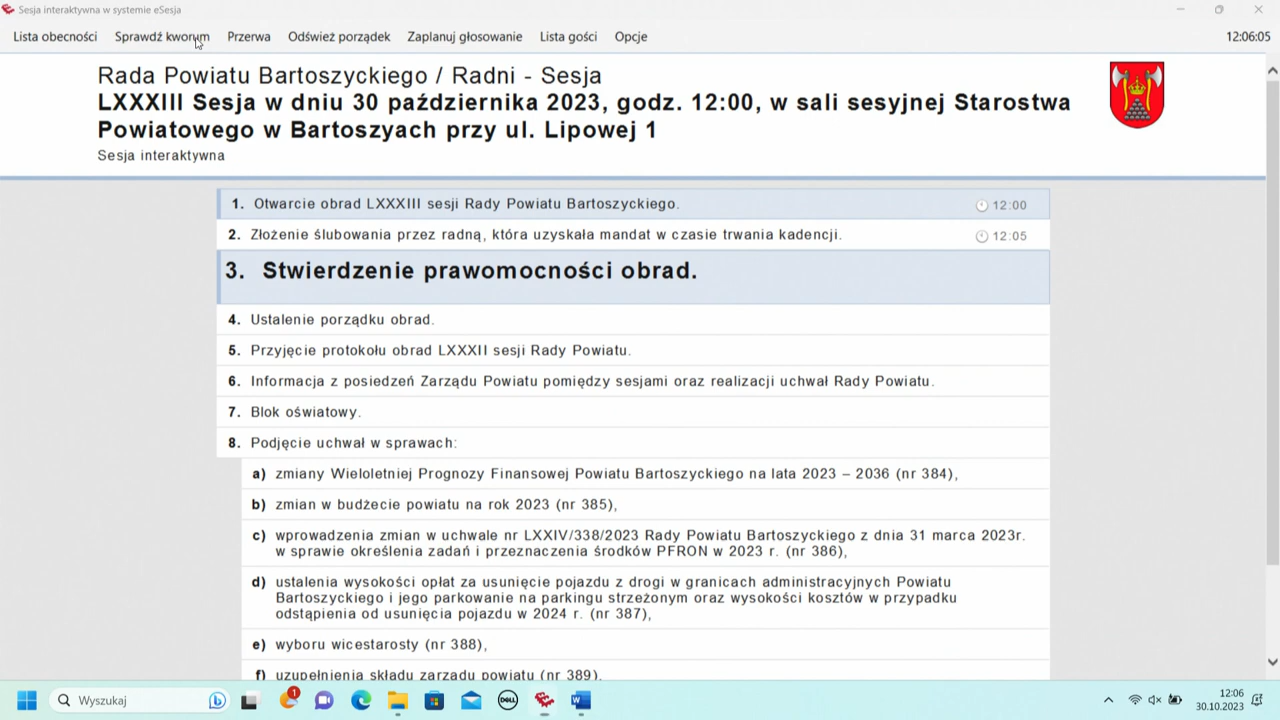 Sesja interaktywna w systemie eSesja
Lista obecności Sprawdź kworum Przerwa Odśwież porządek Zaplanuj głosowanie Lista gości Opcje 12:06:05
Rada Powiatu Bartoszyckiego / Radni - Sesja
LXXXIII Sesja w dniu 30 października 2023, godz. 12:00, w sali sesyjnej Starostwa
Powiatowego w Bartoszyach przy ul. Lipowej 1
Sesja interaktywna
1. Otwarcie obrad LXXXIII sesji Rady Powiatu Bartoszyckiego. 12:00
2. Złożenie ślubowania przez radną, która uzyskała mandat w czasie trwania kadencji. 12:05
3. Stwierdzenie prawomocności obrad.
4. Ustalenie porządku obrad.
5. Przyjęcie protokołu obrad LXXXII sesji Rady Powiatu.
6. Informacja z posiedzeń Zarządu Powiatu pomiędzy sesjami oraz realizacji uchwał Rady Powiatu.
7. Blok oświatowy.
8. Podjęcie uchwał w sprawach:
a) zmiany Wieloletniej Prognozy Finansowej Powiatu Bartoszyckiego na lata 2023 – 2036 (nr 384),
b) zmian w budżecie powiatu na rok 2023 (nr 385),
c) wprowadzenia zmian w uchwale nr LXXIV/338/2023 Rady Powiatu Bartoszyckiego z dnia 31 marca 2023r.
w sprawie określenia zadań i przeznaczenia środków PFRON w 2023 r. (nr 386),
d) ustalenia wysokości opłat za usunięcie pojazdu z drogi w granicach administracyjnych Powiatu
Bartoszyckiego i jego parkowanie na parkingu strzeżonym oraz wysokości kosztów w przypadku
odstąpienia od usunięcia pojazdu w 2024 r. (nr 387),
e) wyboru wicestarosty (nr 388),
f) uzupełnienia składu zarządu powiatu (nr 389),
Wyszukaj 1 DELL 12:06
30.10.2023